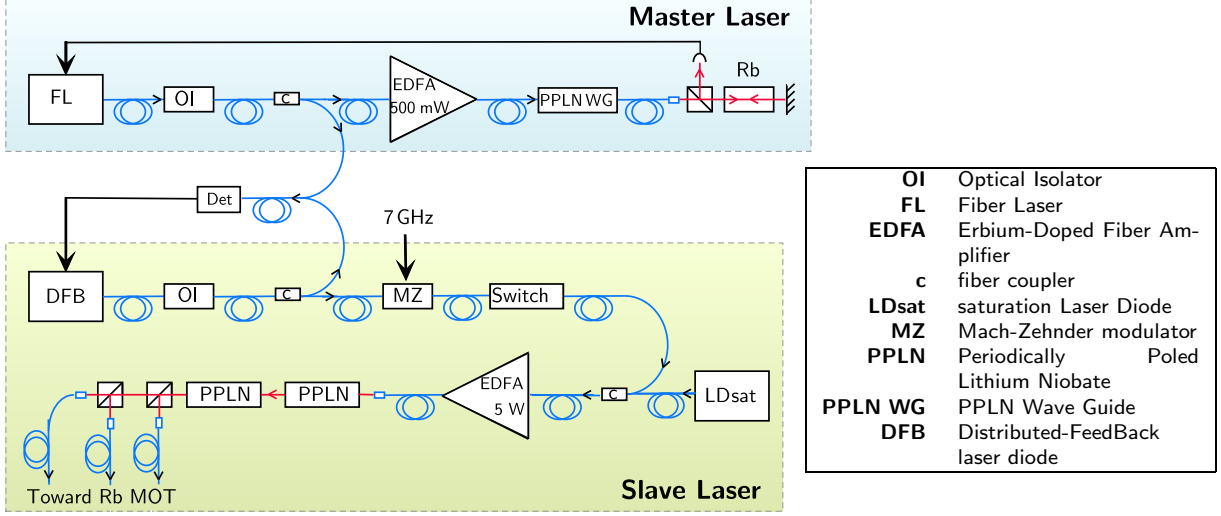 Master Laser
FL
OI
c
EDFA
500 mW
PPLN WG
Rb
Det
7 GHz
DFB
OI
c
MZ
Switch
PPLN
PPLN
EDFA
5 W
c
LDsat
Toward Rb MOT
Slave Laser
OI Optical Isolator
FL Fiber Laser
EDFA Erbium-Doped Fiber Am-
plifier
c fiber coupler
LDsat saturation Laser Diode
MZ Mach-Zehnder modulator
PPLN Periodically Poled
Lithium Niobate
PPLN WG PPLN Wave Guide
DFB Distributed-FeedBack
laser diode